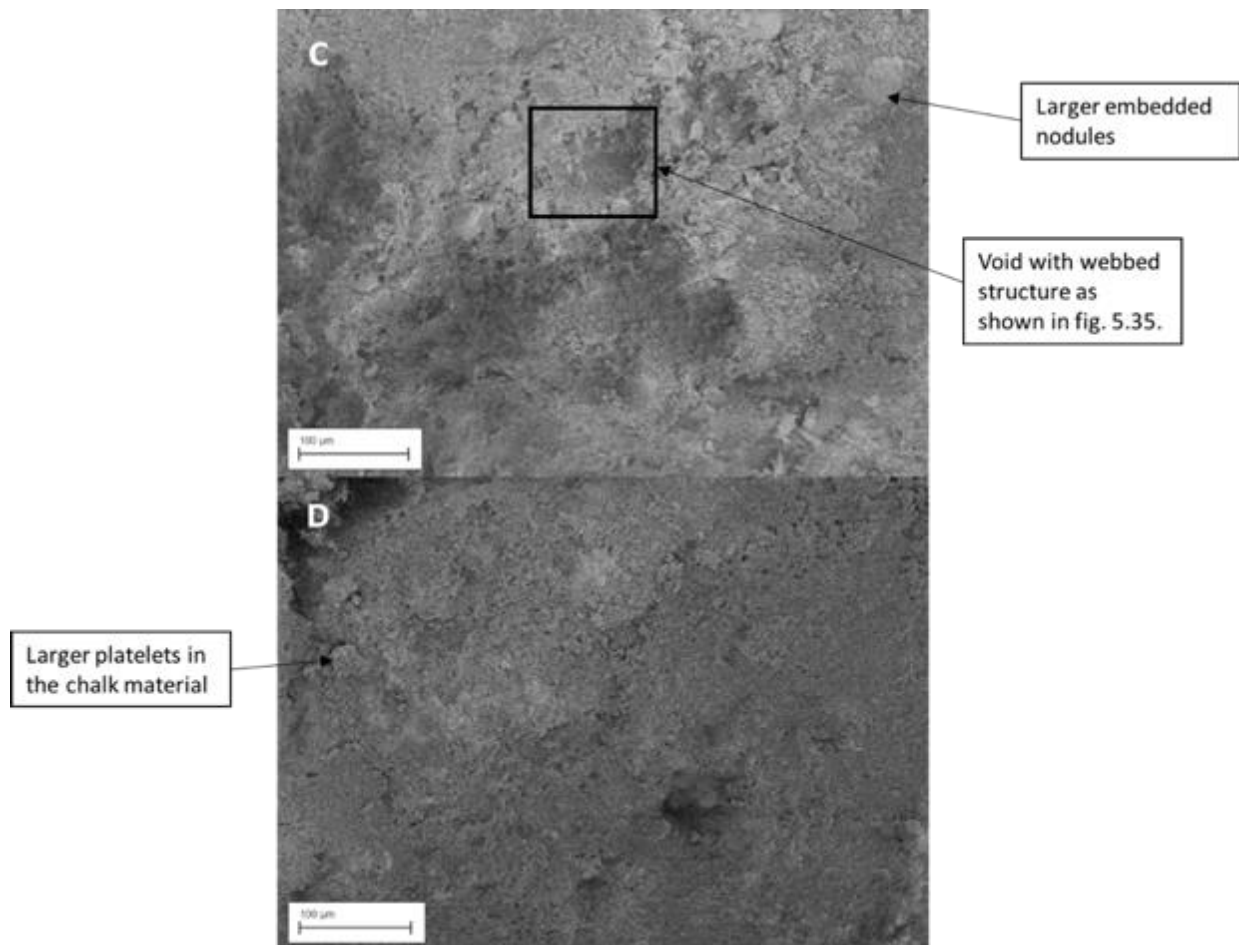 C
Larger embedded
nodules
Void with webbed
structure as
shown in fig. 5.35.
100 µm
D
Larger platelets in
the chalk material
100 µm